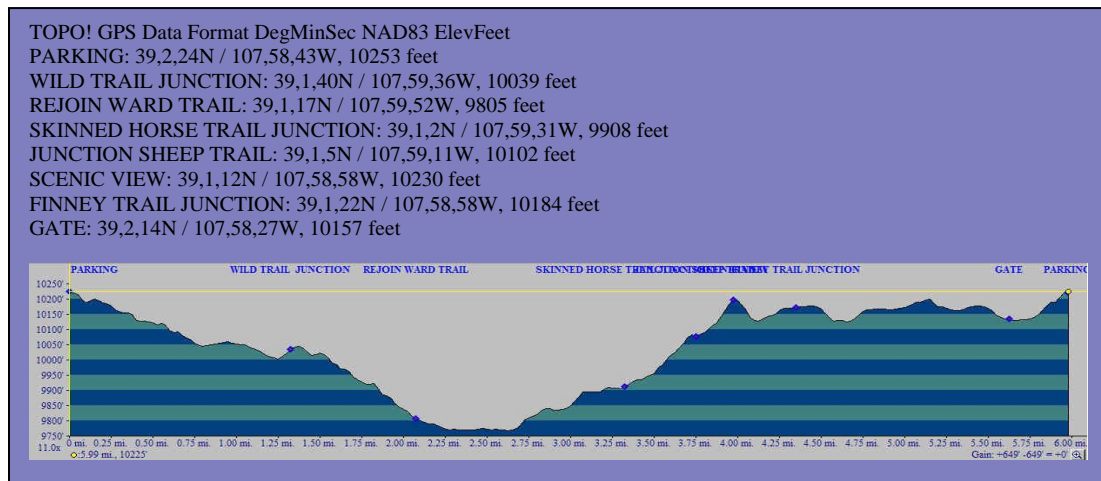 TOPO! GPS Data Format DegMinSec NAD83 ElevFeet
PARKING: 39,2,24N / 107,58,43W, 10253 feet
WILD TRAIL JUNCTION: 39,1,40N / 107,59,36W, 10039 feet
REJOIN WARD TRAIL: 39,1,17N / 107,59,52W, 9805 feet
SKINNED HORSE TRAIL JUNCTION: 39,1,2N / 107,59,31W, 9908 feet
JUNCTION SHEEP TRAIL: 39,1,5N / 107,59,11W, 10102 feet
SCENIC VIEW: 39,1,12N / 107,58,58W, 10230 feet
FINNEY TRAIL JUNCTION: 39,1,22N / 107,58,58W, 10184 feet
GATE: 39,2,14N / 107,58,27W, 10157 feet
PARKING WILD TRAIL JUNCTION REJOIN WARD TRAIL SKINNED HORSE TRAIL JUNCTION GATE PARKING
10250'
10200'
10150'
10100'
10050'
10000'
9950'
9900'
9850'
9800'
9750'
11.0x 0 mi. 0.25 mi. 0.50 mi. 0.75 mi. 1.00 mi. 1.25 mi. 1.50 mi. 1.75 mi. 2.00 mi. 2.25 mi. 2.50 mi. 2.75 mi. 3.00 mi. 3.25 mi. 3.50 mi. 3.75 mi. 4.00 mi. 4.25 mi. 4.50 mi. 4.75 mi. 5.00 mi. 5.25 mi. 5.50 mi. 5.75 mi. 6.00 mi.
:5.99 mi., 10225' Gain: +649' -649' = +0'